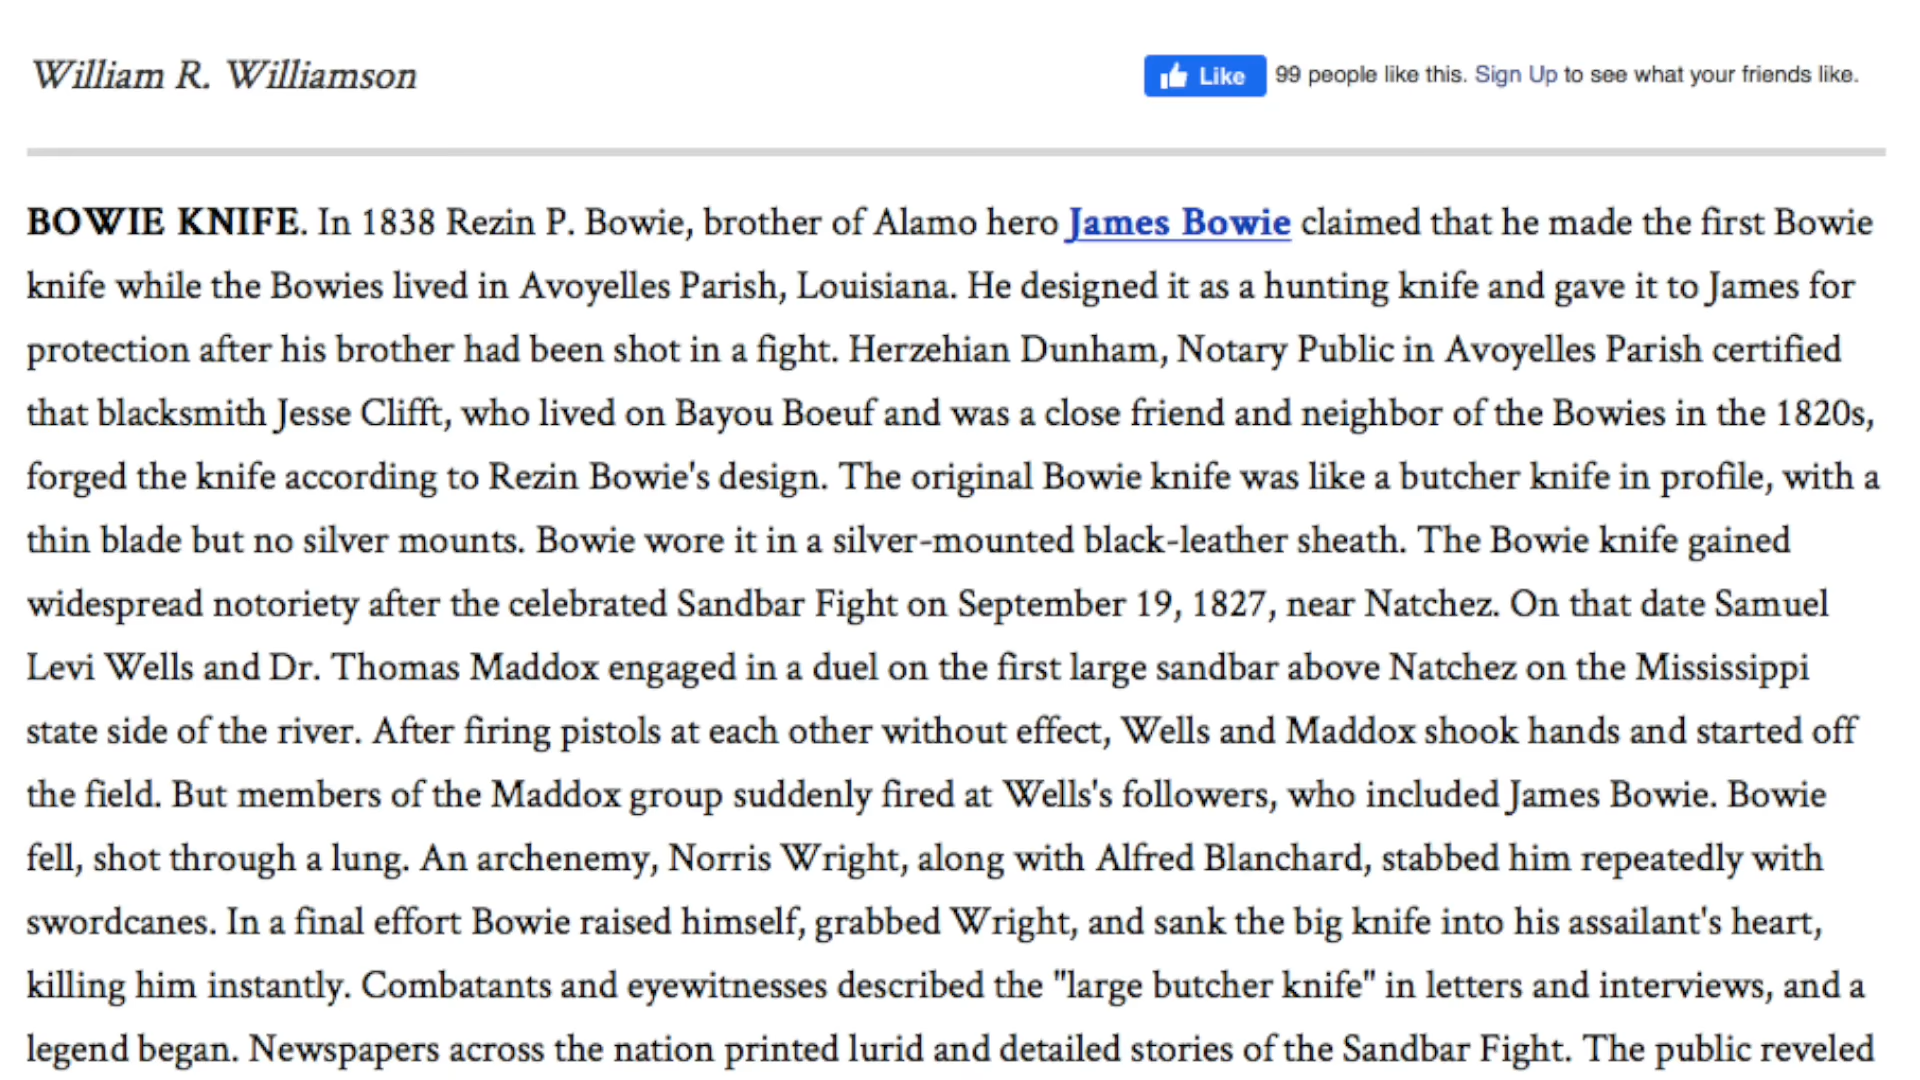 William R. Williamson
Like 99 people like this. Sign Up to see what your friends like.
BOWIE KNIFE. In 1838 Rezin P. Bowie, brother of Alamo hero James Bowie claimed that he made the first Bowie
knife while the Bowies lived in Avoyelles Parish, Louisiana. He designed it as a hunting knife and gave it to James for
protection after his brother had been shot in a fight. Herzehian Dunham, Notary Public in Avoyelles Parish certified
that blacksmith Jesse Clifft, who lived on Bayou Boeuf and was a close friend and neighbor of the Bowies in the 1820s,
forged the knife according to Rezin Bowie's design. The original Bowie knife was like a butcher knife in profile, with a
thin blade but no silver mounts. Bowie wore it in a silver-mounted black-leather sheath. The Bowie knife gained
widespread notoriety after the celebrated Sandbar Fight on September 19, 1827, near Natchez. On that date Samuel
Levi Wells and Dr. Thomas Maddox engaged in a duel on the first large sandbar above Natchez on the Mississippi
state side of the river. After firing pistols at each other without effect, Wells and Maddox shook hands and started off
the field. But members of the Maddox group suddenly fired at Wells's followers, who included James Bowie. Bowie
fell, shot through a lung. An archenemy, Norris Wright, along with Alfred Blanchard, stabbed him repeatedly with
swordcanes. In a final effort Bowie raised himself, grabbed Wright, and sank the big knife into his assailant's heart,
killing him instantly. Combatants and eyewitnesses described the "large butcher knife" in letters and interviews, and a
legend began. Newspapers across the nation printed lurid and detailed stories of the Sandbar Fight. The public reveled